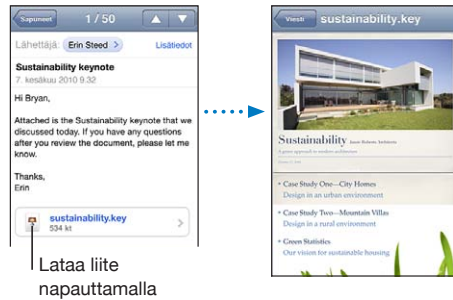 Sapuneet
1 / 50
Lähettäjä: Erin Steed
Lisätiedot
Sustainability keynote
7. kesäkuu 2010 9.32
Hi Bryan,
Attached is the Sustainability keynote that we
discussed today. If you have any questions
after you review the document, please let me
know.
Thanks,
Erin
sustainability.key
534 kt
Lataa liite
napauttamalla
Viesti
sustainability.key
Sustainability
• Case Study One—City Homes
Design in an urban environment
• Case Study Two—Mountain Villas
Design in a rural environment
• Green Statistics
Our vision for sustainable housing